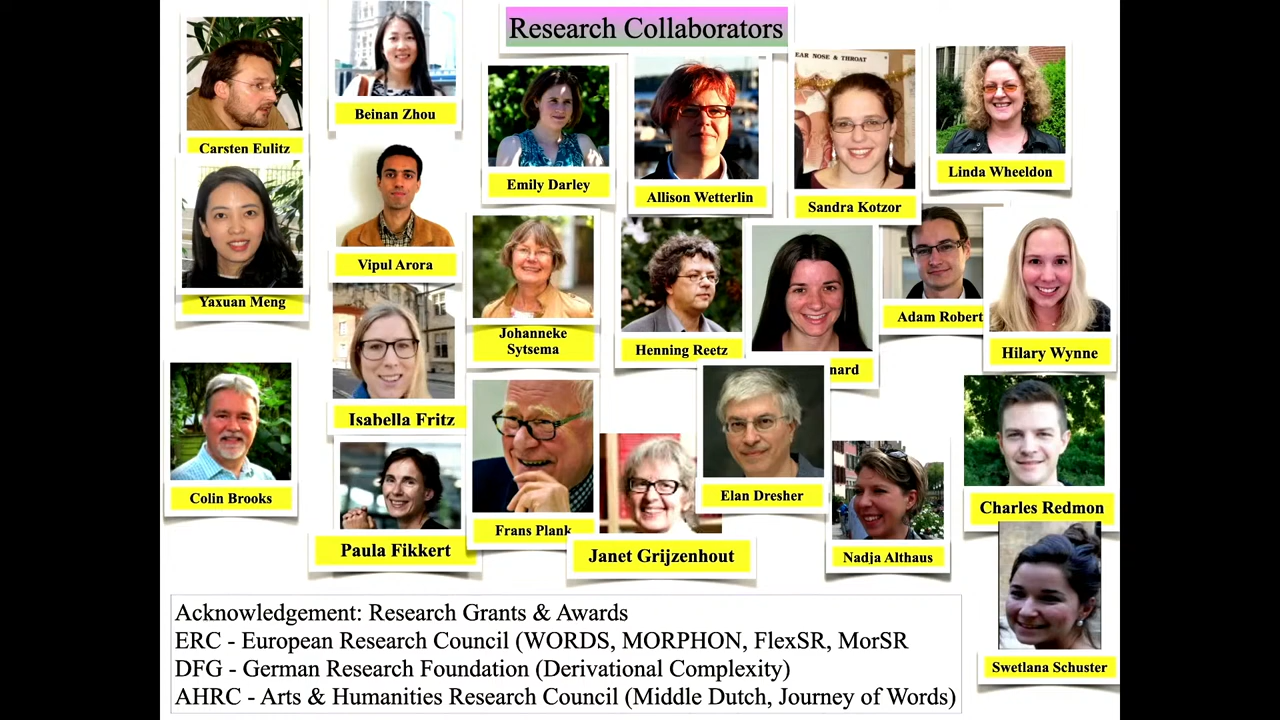 Research Collaborators
EAR NOSE & THROAT
Carsten Eulitz
Beinan Zhou
Emily Darley
Allison Wetterlin
Sandra Kotzor
Linda Wheeldon
Yaxuan Meng
Vipul Arora
Johanneke
Sytsema
Henning Reetz
nard
Adam Robert
Hilary Wynne
Isabella Fritz
Colin Brooks
Paula Fikkert
Frans Plank
Janet Grijzenhout
Elan Dresher
Nadja Althaus
Charles Redmon
Swetlana Schuster
Acknowledgement: Research Grants & Awards
ERC - European Research Council (WORDS, MORPHON, FlexSR, MorSR
DFG - German Research Foundation (Derivational Complexity)
AHRC - Arts & Humanities Research Council (Middle Dutch, Journey of Words)